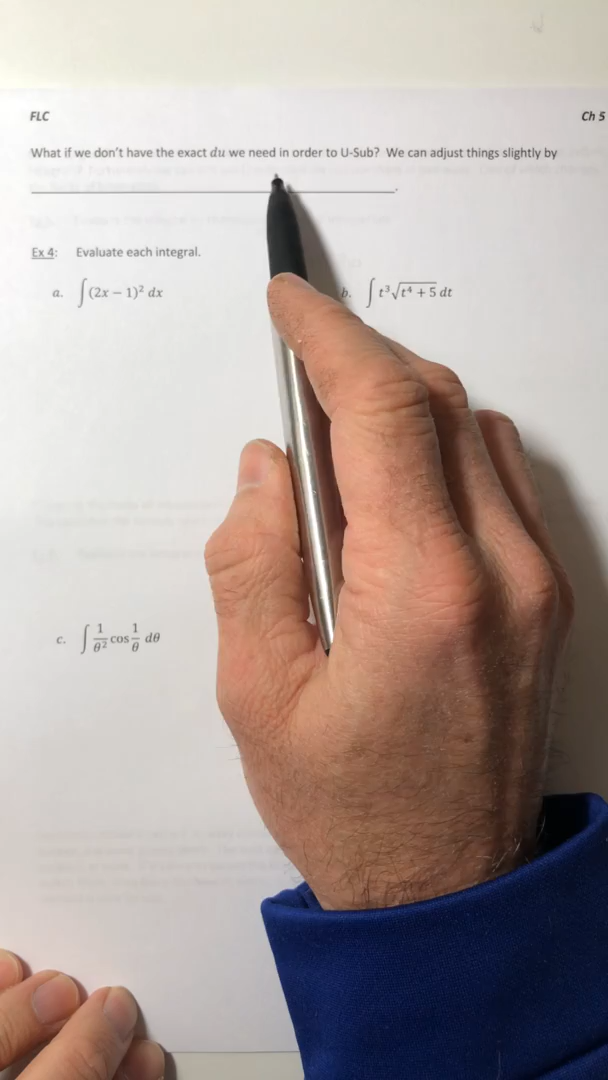 FLC Ch 5
What if we don't have the exact du we need in order to U-Sub? We can adjust things slightly by
____________________.
Ex 4: Evaluate each integral.
a. ∫(2x − 1)² dx b. ∫t³√(t⁴ + 5) dt
c. ∫ 1/θ² cos 1/θ dθ